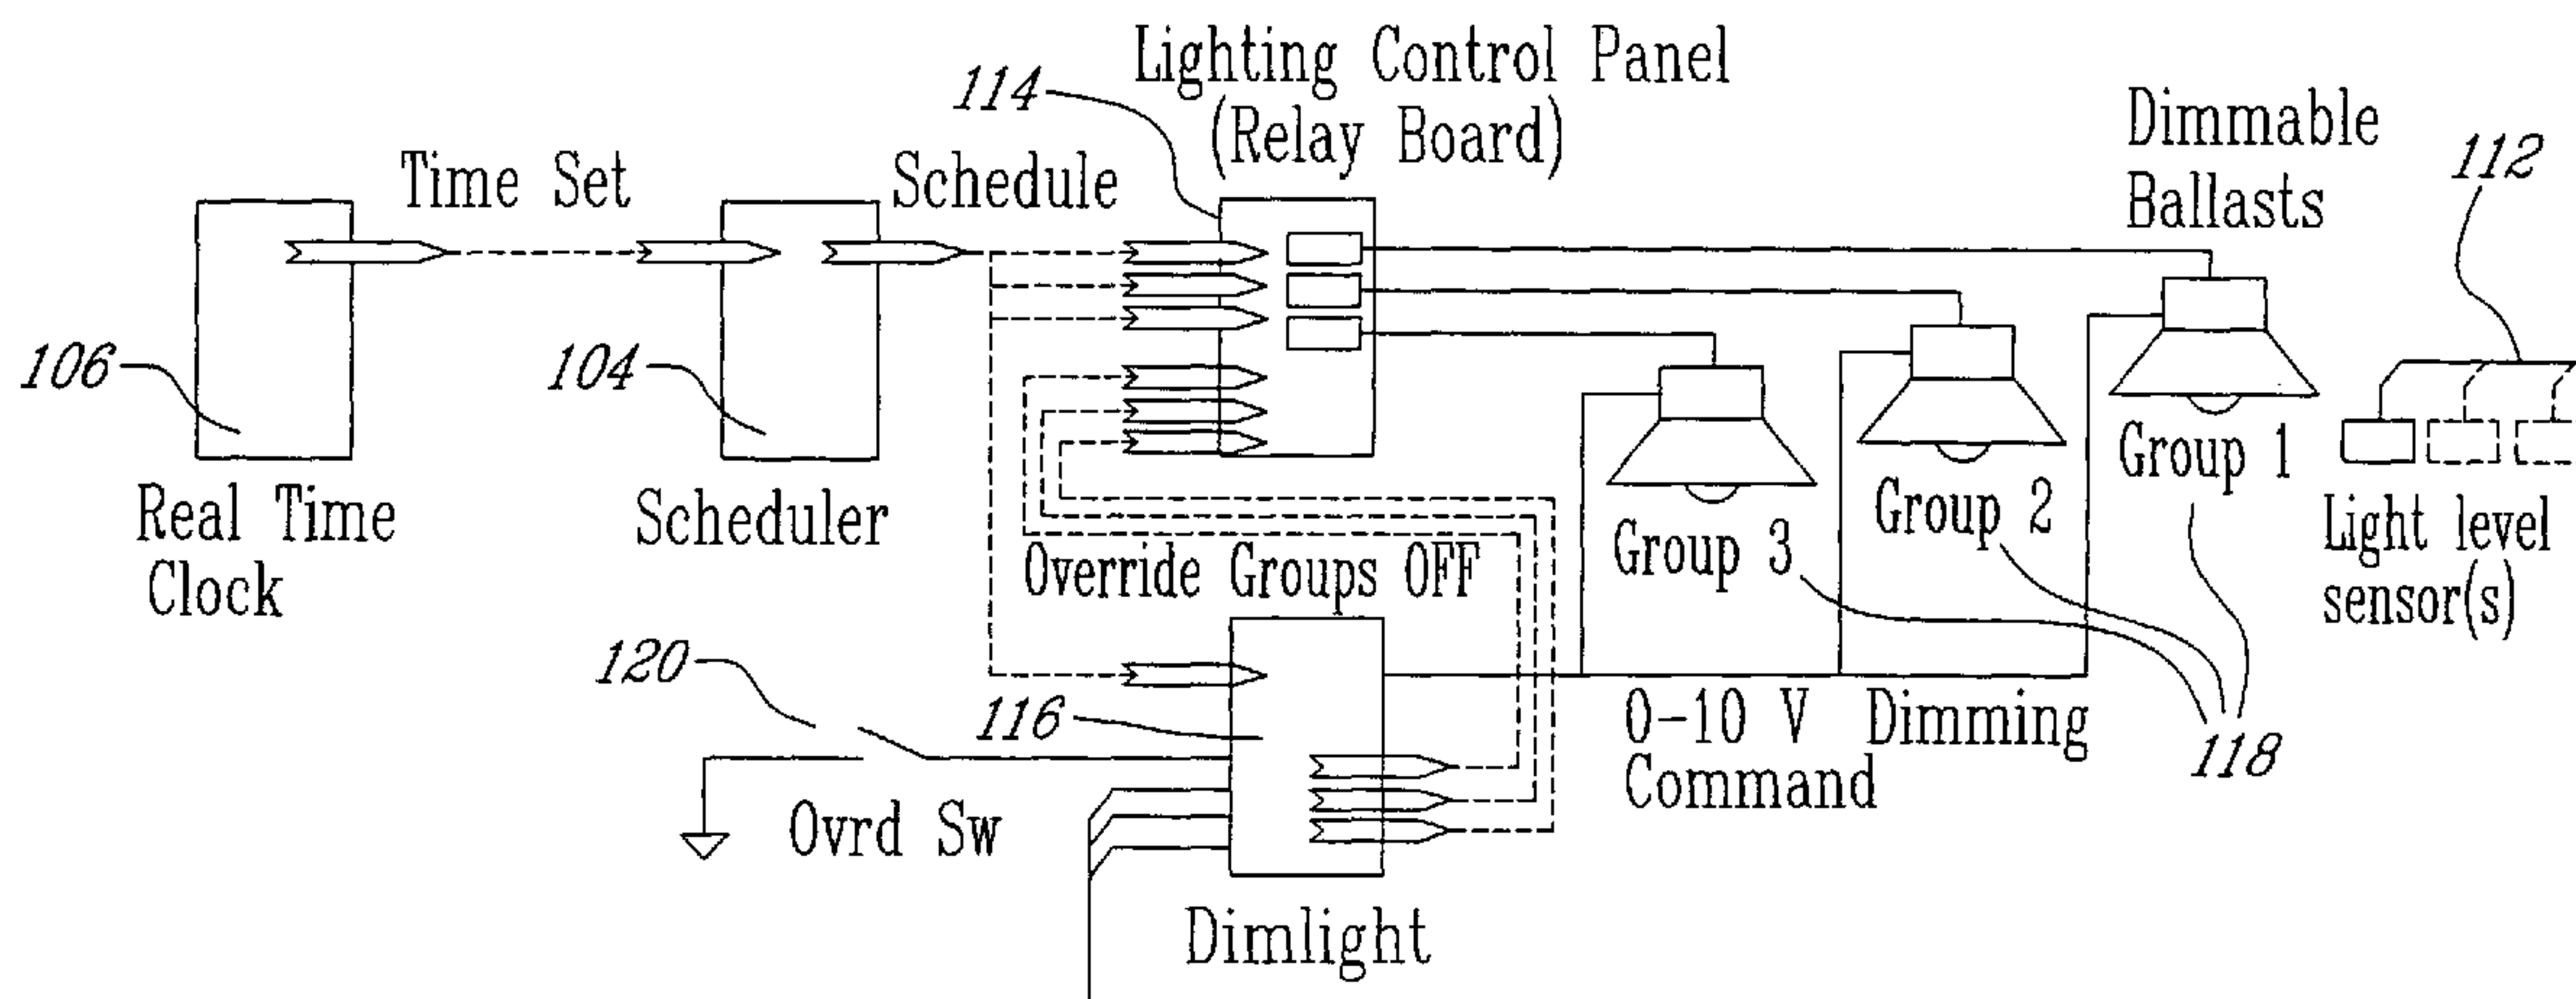 Lighting Control Panel
(Relay Board)
114
Dimmable
Ballasts
112
Time Set
Schedule
106
104
Real Time
Clock
Scheduler
Group 1
Group 2
Group 3
Light level
sensor(s)
Override Groups OFF
120
116
0-10 V Dimming
Command
118
Ovrd Sw
Dimlight